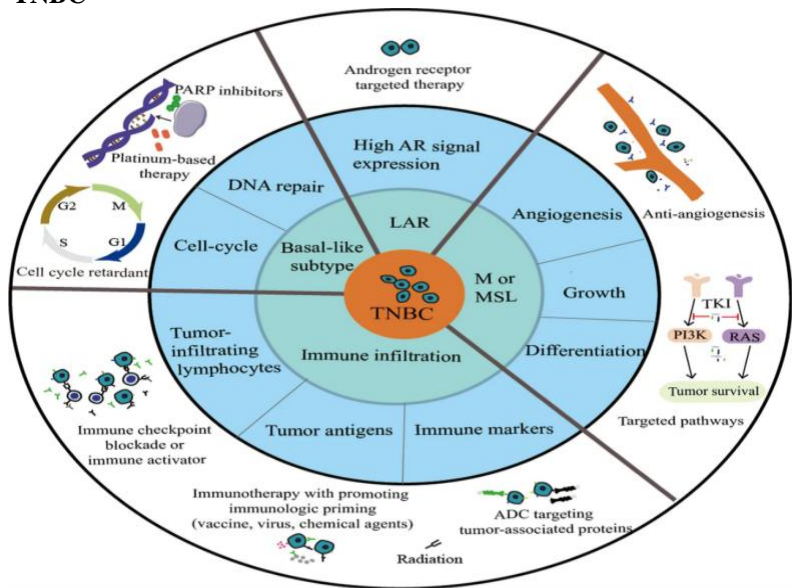 TNBC
Androgen receptor
targeted therapy
PARP inhibitors
Platinum-based
therapy
G2
M
S
G1
Cell cycle retardant
High AR signal
expression
DNA repair
Cell-cycle
LAR
Basal-like
subtype
TNBC
M or
MSL
Immune infiltration
Angiogenesis
Growth
Differentiation
Tumor-
infiltrating
lymphocytes
Tumor antigens
Immune markers
Anti-angiogenesis
TKI
PI3K
RAS
Tumor survival
Targeted pathways
Immune checkpoint
blockade or
immune activator
Immunotherapy with promoting
immunologic priming
(vaccine, virus, chemical agents)
Radiation
ADC targeting
tumor-associated proteins